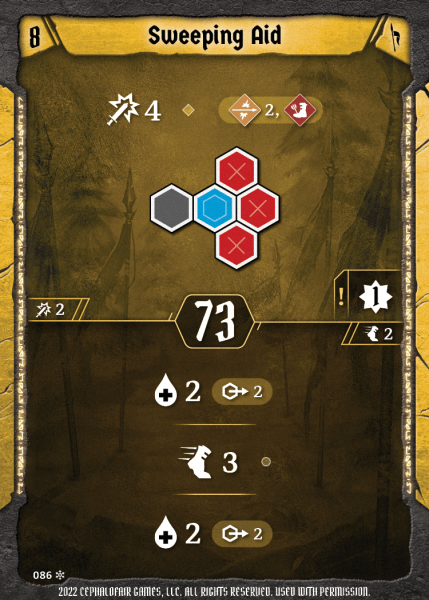 8 Sweeping Aid
4 2,
1
2 73 2
2 2
3
2 2
086
2022 CEPHALOFAIR GAMES, LLC. ALL RIGHTS RESERVED. USED WITH PERMISSION.